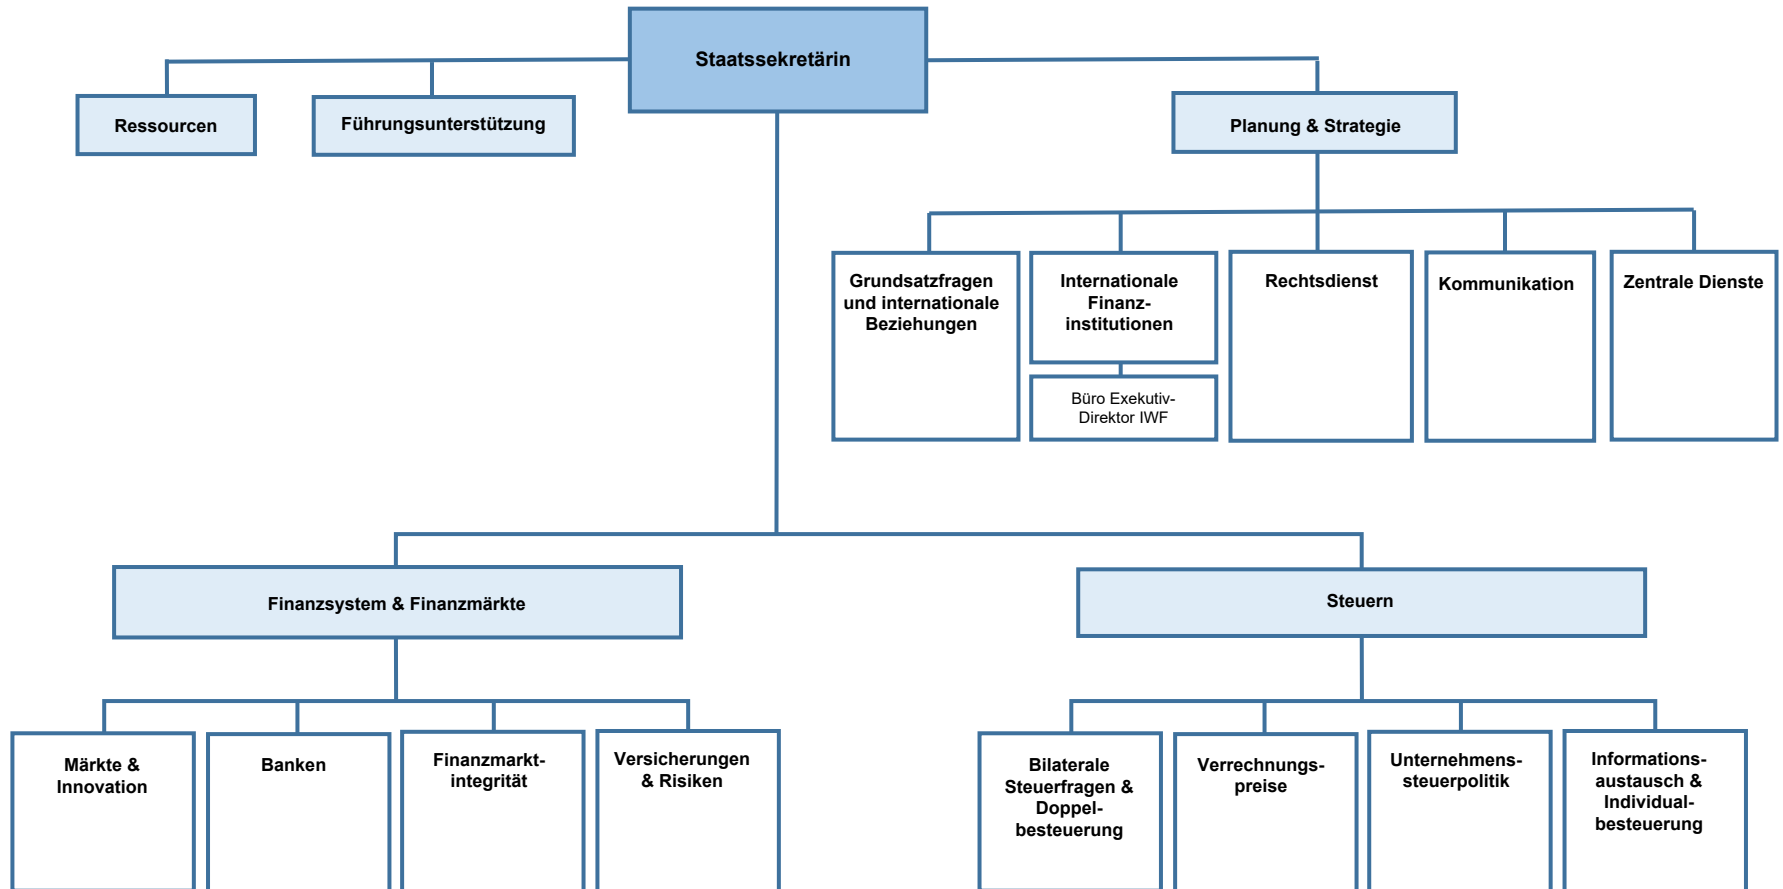 Staatssekretärin
Ressourcen
Führungsunterstützung
Planung & Strategie
Grundsatzfragen
und internationale
Beziehungen
Internationale
Finanz-
institutionen
Büro Exekutiv-
Direktor IWF
Rechtsdienst
Kommunikation
Zentrale Dienste
Finanzsystem & Finanzmärkte
Steuern
Märkte &
Innovation
Banken
Finanzmarkt-
integrität
Versicherungen
& Risiken
Bilaterale
Steuerfragen &
Doppel-
besteuerung
Verrechnungs-
preise
Unternehmens-
steuerpolitik
Informations-
austausch &
Individual-
besteuerung